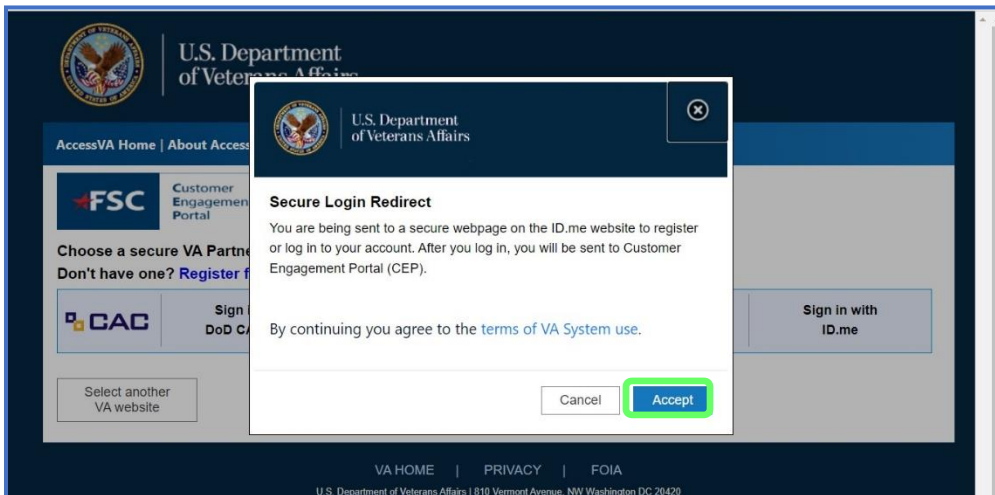 U.S. Department
of Veterans Affairs
U.S. Department
of Veterans Affairs
AccessVA Home | About Access
FSC
Customer
Engagemen
Portal
Secure Login Redirect
You are being sent to a secure webpage on the ID.me website to register
or log in to your account. After you log in, you will be sent to Customer
Engagement Portal (CEP).
By continuing you agree to the terms of VA System use.
Cancel
Accept
Choose a secure VA Partne
Don't have one? Register f
CAC
Sign i
DoD CA
Sign in with
ID.me
Select another
VA website
VA HOME | PRIVACY | FOIA
U.S. Department of Veterans Affairs | 810 Vermont Avenue, NW Washington DC 20420